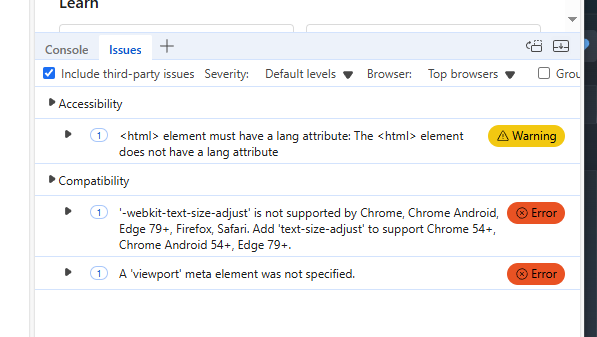 Learn
Console Issues
Include third-party issues Severity: Default levels Browser: Top browsers Grou
Accessibility
1 <html> element must have a lang attribute: The <html> element Warning
does not have a lang attribute
Compatibility
1 '-webkit-text-size-adjust' is not supported by Chrome, Chrome Android, Error
Edge 79+, Firefox, Safari. Add 'text-size-adjust' to support Chrome 54+,
Chrome Android 54+, Edge 79+.
1 A 'viewport' meta element was not specified. Error